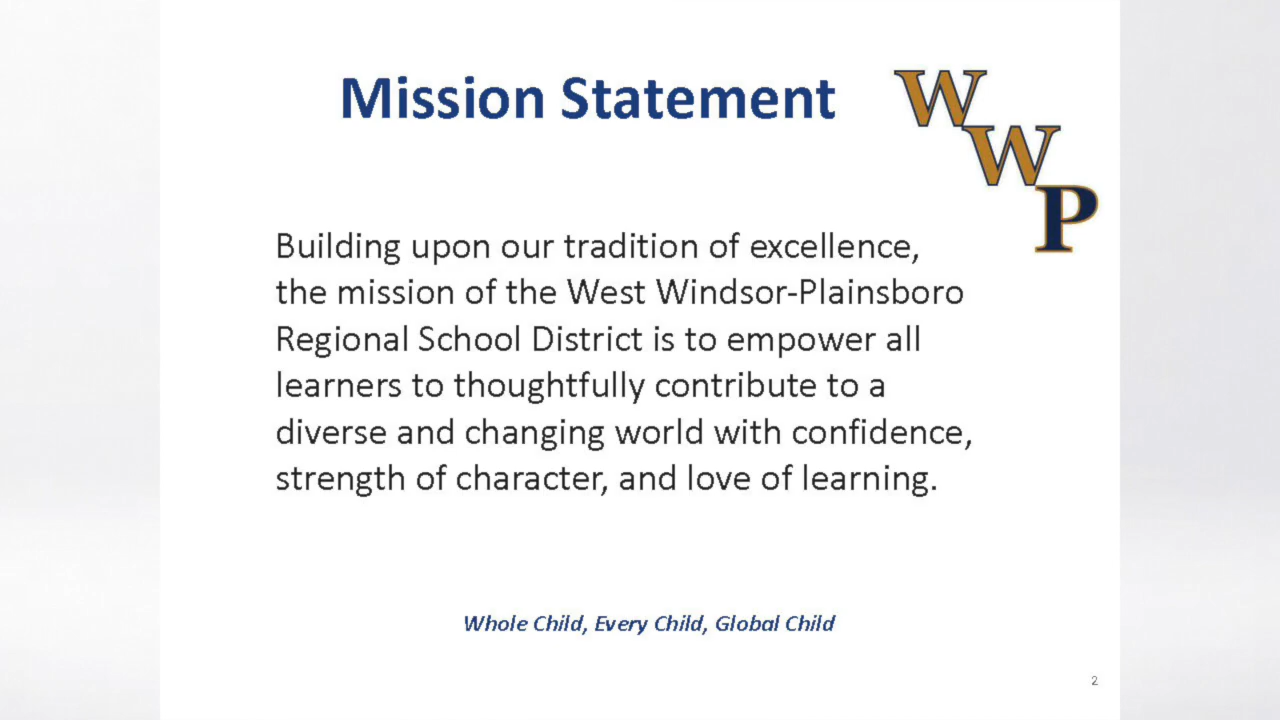 Mission Statement
W
W
P
Building upon our tradition of excellence,
the mission of the West Windsor-Plainsboro
Regional School District is to empower all
learners to thoughtfully contribute to a
diverse and changing world with confidence,
strength of character, and love of learning.
Whole Child, Every Child, Global Child
2